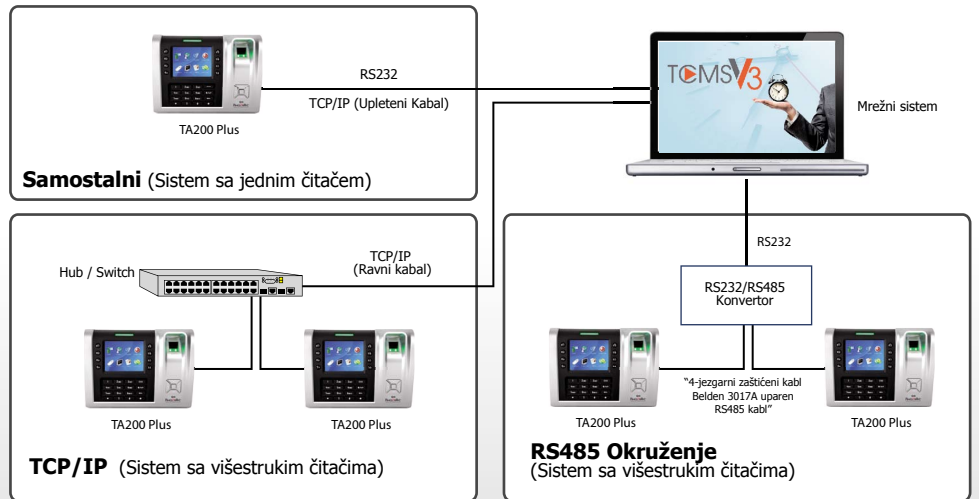 RS232
TCP/IP (Upleteni Kabal)
TA200 Plus
Samostalni (Sistem sa jednim čitačem)
TCMSV3
Mrežni sistem
Hub / Switch
TCP/IP
(Ravni kabal)
TA200 Plus
TA200 Plus
TCP/IP (Sistem sa višestrukim čitačima)
RS232
RS232/RS485
Konvertor
"4-jezgarni zaštićeni kabl
Belden 3017A uparen
RS485 kabl"
TA200 Plus
TA200 Plus
RS485 Okruženje
(Sistem sa višestrukim čitačima)